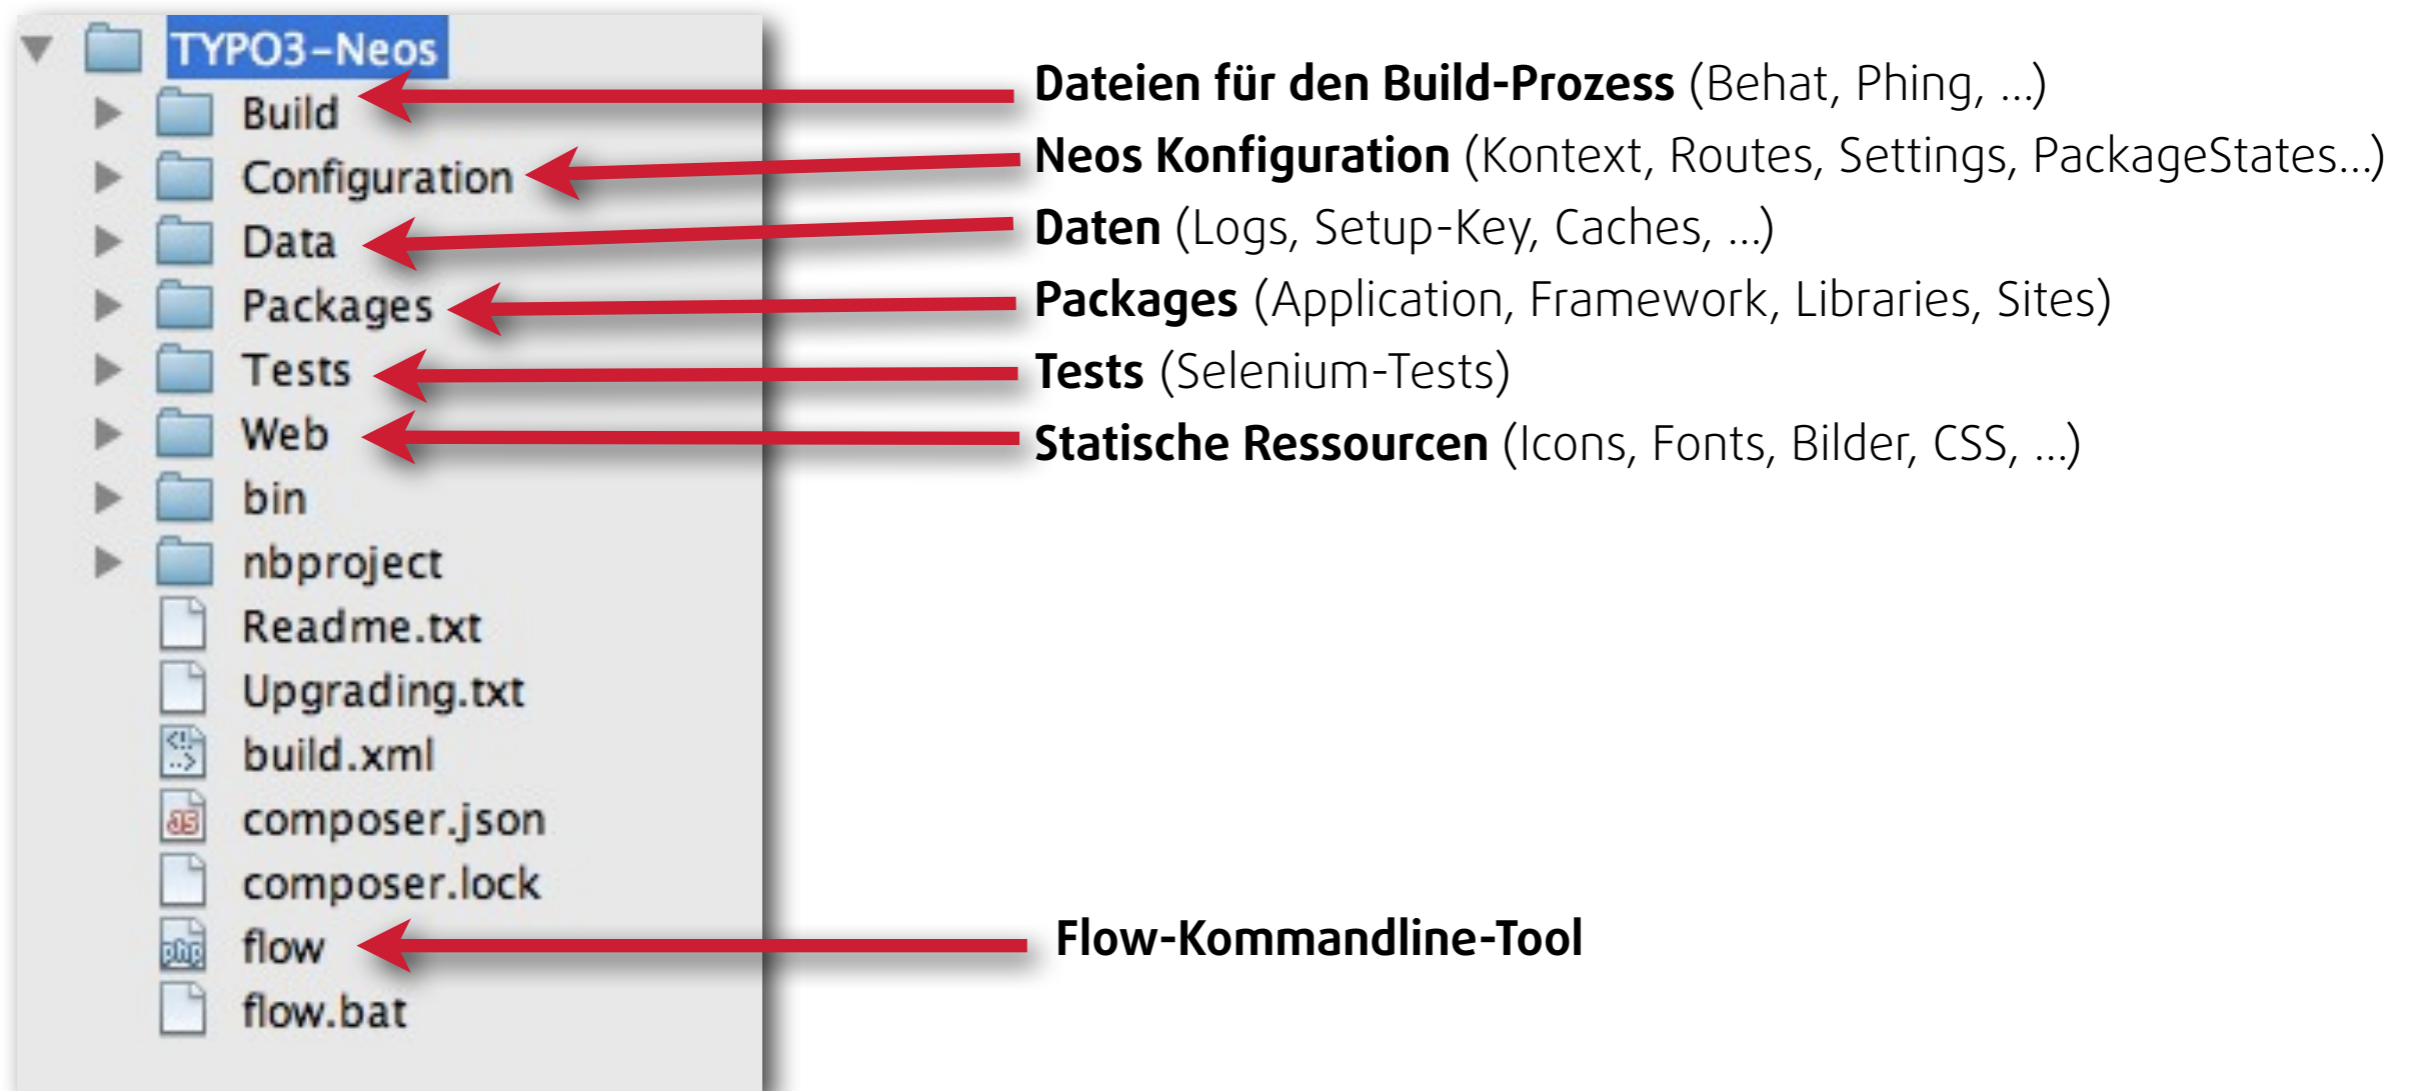 TYPO3-Neos
Build
Configuration
Data
Packages
Tests
Web
bin
nbproject
Readme.txt
Upgrading.txt
build.xml
composer.json
composer.lock
flow
flow.bat
Dateien für den Build-Prozess (Behat, Phing, ...)
Neos Konfiguration (Kontext, Routes, Settings, PackageStates...)
Daten (Logs, Setup-Key, Caches, ...)
Packages (Application, Framework, Libraries, Sites)
Tests (Selenium-Tests)
Statische Ressourcen (Icons, Fonts, Bilder, CSS, ...)
Flow-Kommandline-Tool